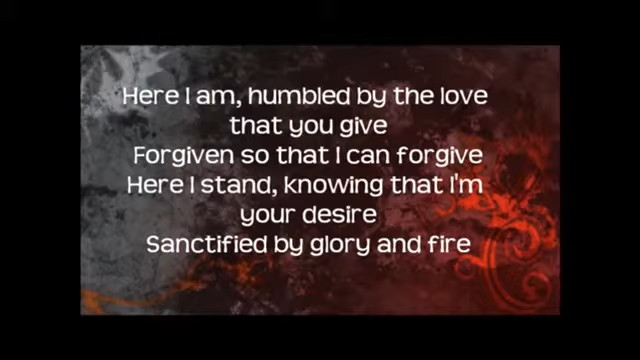 Here I am, humbled by the love
that you give
Forgiven so that I can forgive
Here I stand, knowing that I'm
your desire
Sanctified by glory and fire